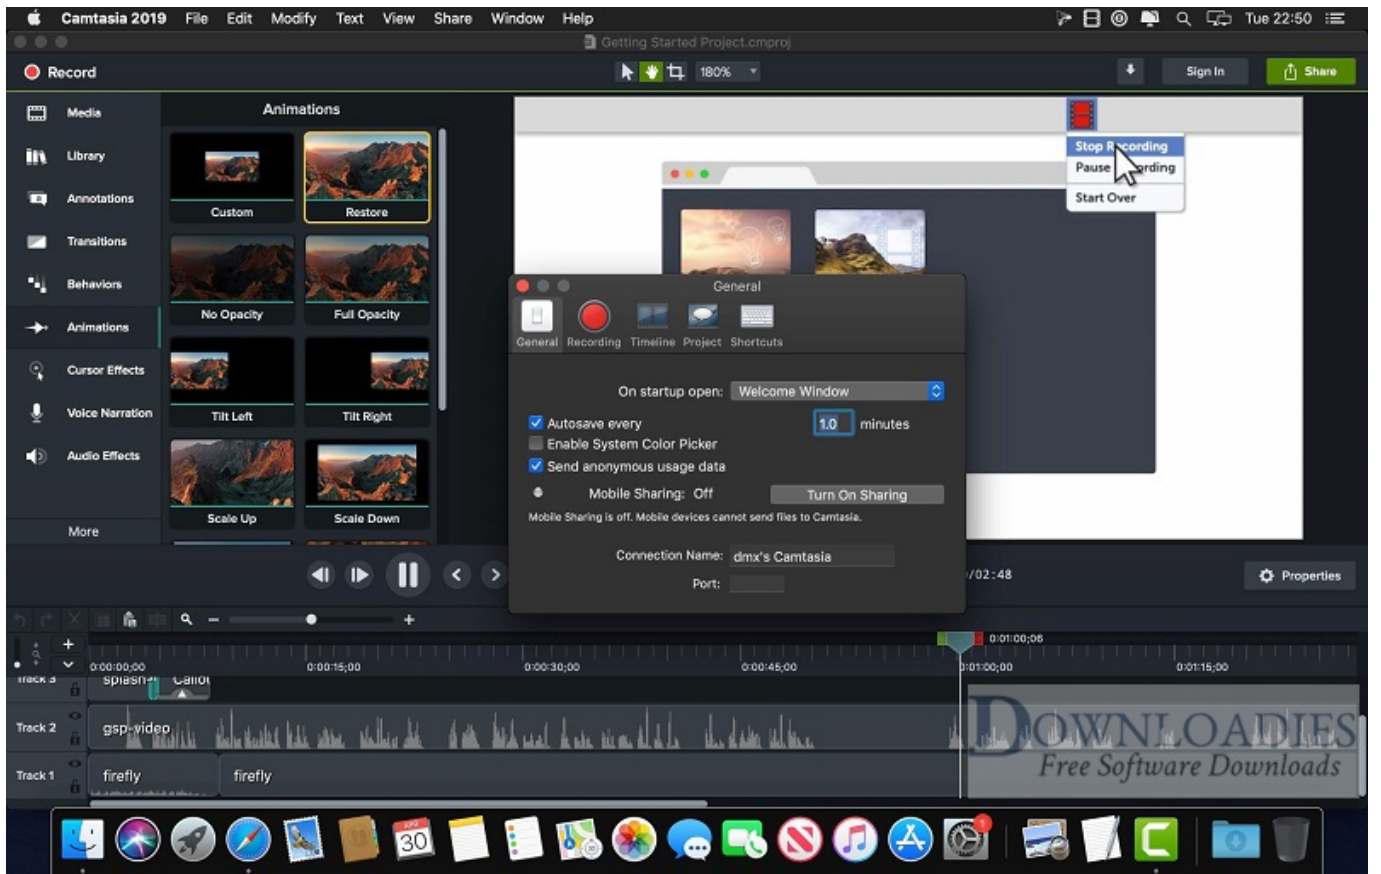 Camtasia 2019 File Edit Modify Text View Share Window Help Tue 22:50
Getting Started Project.cmproj
Record 180% Sign In Share
Media
Library
Annotations
Transitions
Behaviors
Animations
Cursor Effects
Voice Narration
Audio Effects
More
Animations
Custom Restore
No Opacity Full Opacity
Tilt Left Tilt Right
Scale Up Scale Down
Stop Recording
Pause
Start Over
General
General Recording Timeline Project Shortcuts
On startup open: Welcome Window
Autosave every 1.0 minutes
Enable System Color Picker
Send anonymous usage data
Mobile Sharing: Off Turn On Sharing
Mobile Sharing is off. Mobile devices cannot send files to Camtasia.
Connection Name: dmx's Camtasia
Port:
/02:48
Properties
0:01:00;06
0:00:00;00 0:00:15;00 0:00:30;00 0:00:45;00 0:01:00;00 0:01:15;00
Track 3
Track 2 gsp-video
Track 1 firefly firefly
DOWNLOADIES
Free Software Downloads
APR
30
1